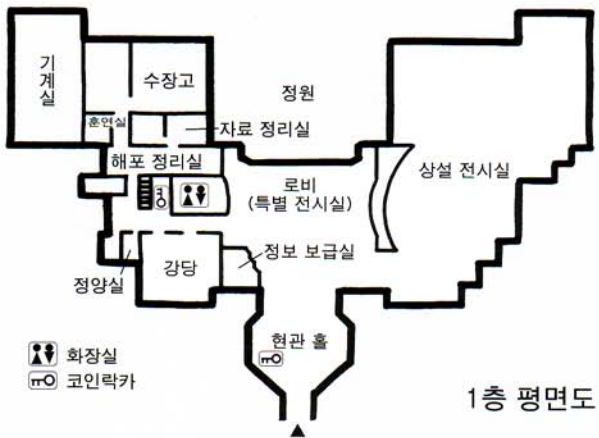 기계실
수장고
정원
훈연실
자료 정리실
해포 정리실
로비
(특별 전시실)
상설 전시실
정보 보급실
강당
정양실
현관 홀
화장실
코인락카
1층 평면도